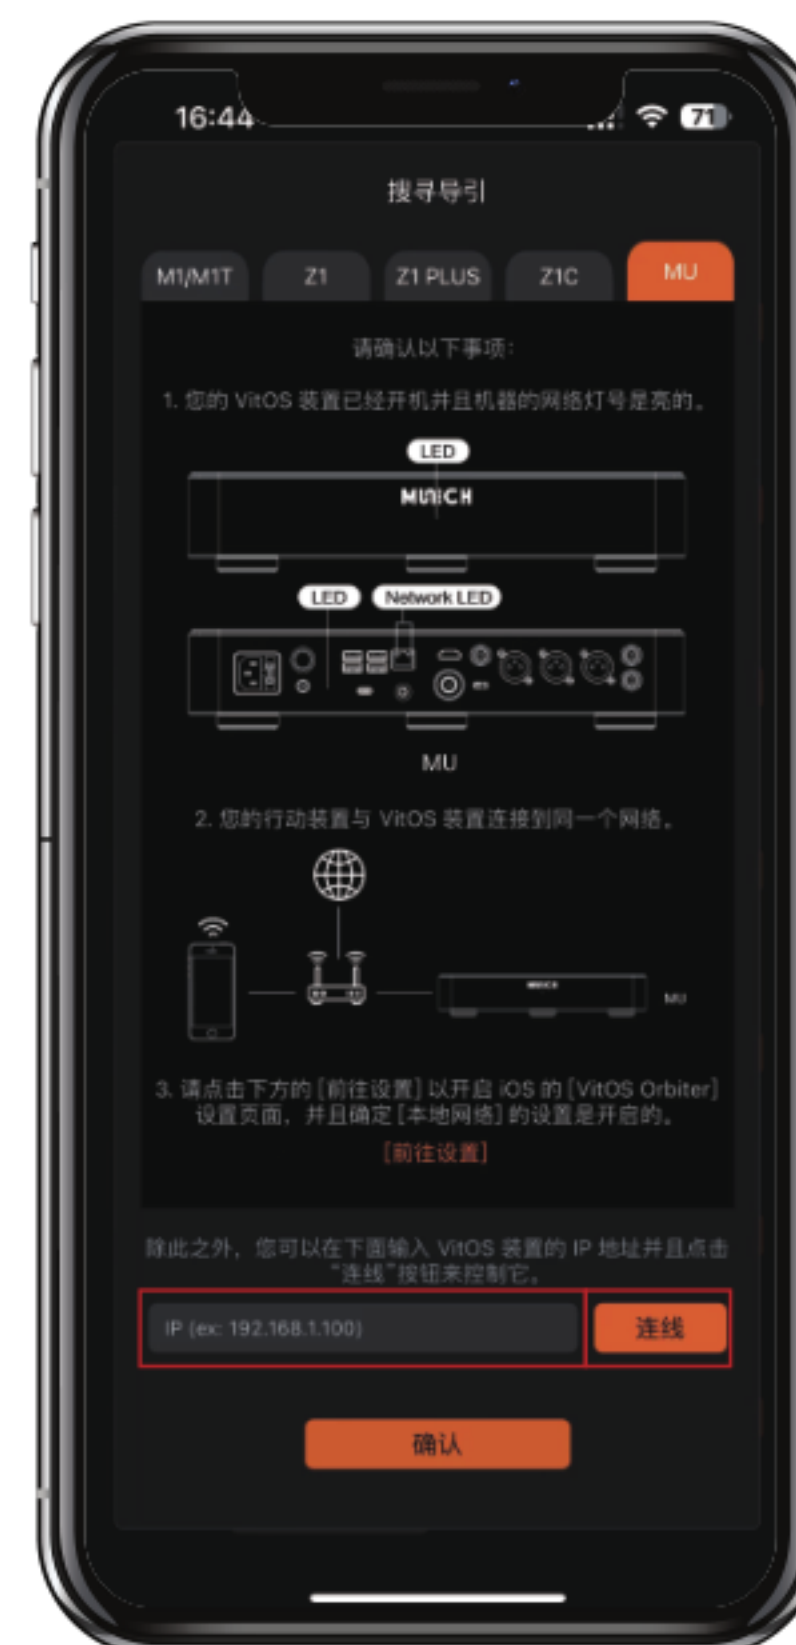 16:44
71
搜寻导引
M1/M1T
Z1
Z1 PLUS
Z1C
MU
请确认以下事项:
1. 您的 VitOS 装置已经开机并且机器的网络灯号是亮的。
LED
MUNICH
LED
Network LED
MU
2. 您的行动装置与 VitOS 装置连接到同一个网络。
MUNICH
MU
3. 请点击下方的 [前往设置] 以开启 iOS 的 [VitOS Orbiter]
设置页面，并且确定 [本地网络] 的设置是开启的。
[前往设置]
除此之外，您可以在下面输入 VitOS 装置的 IP 地址并且点击
“连线”按钮来控制它。
IP (ex: 192.168.1.100)
连线
确认